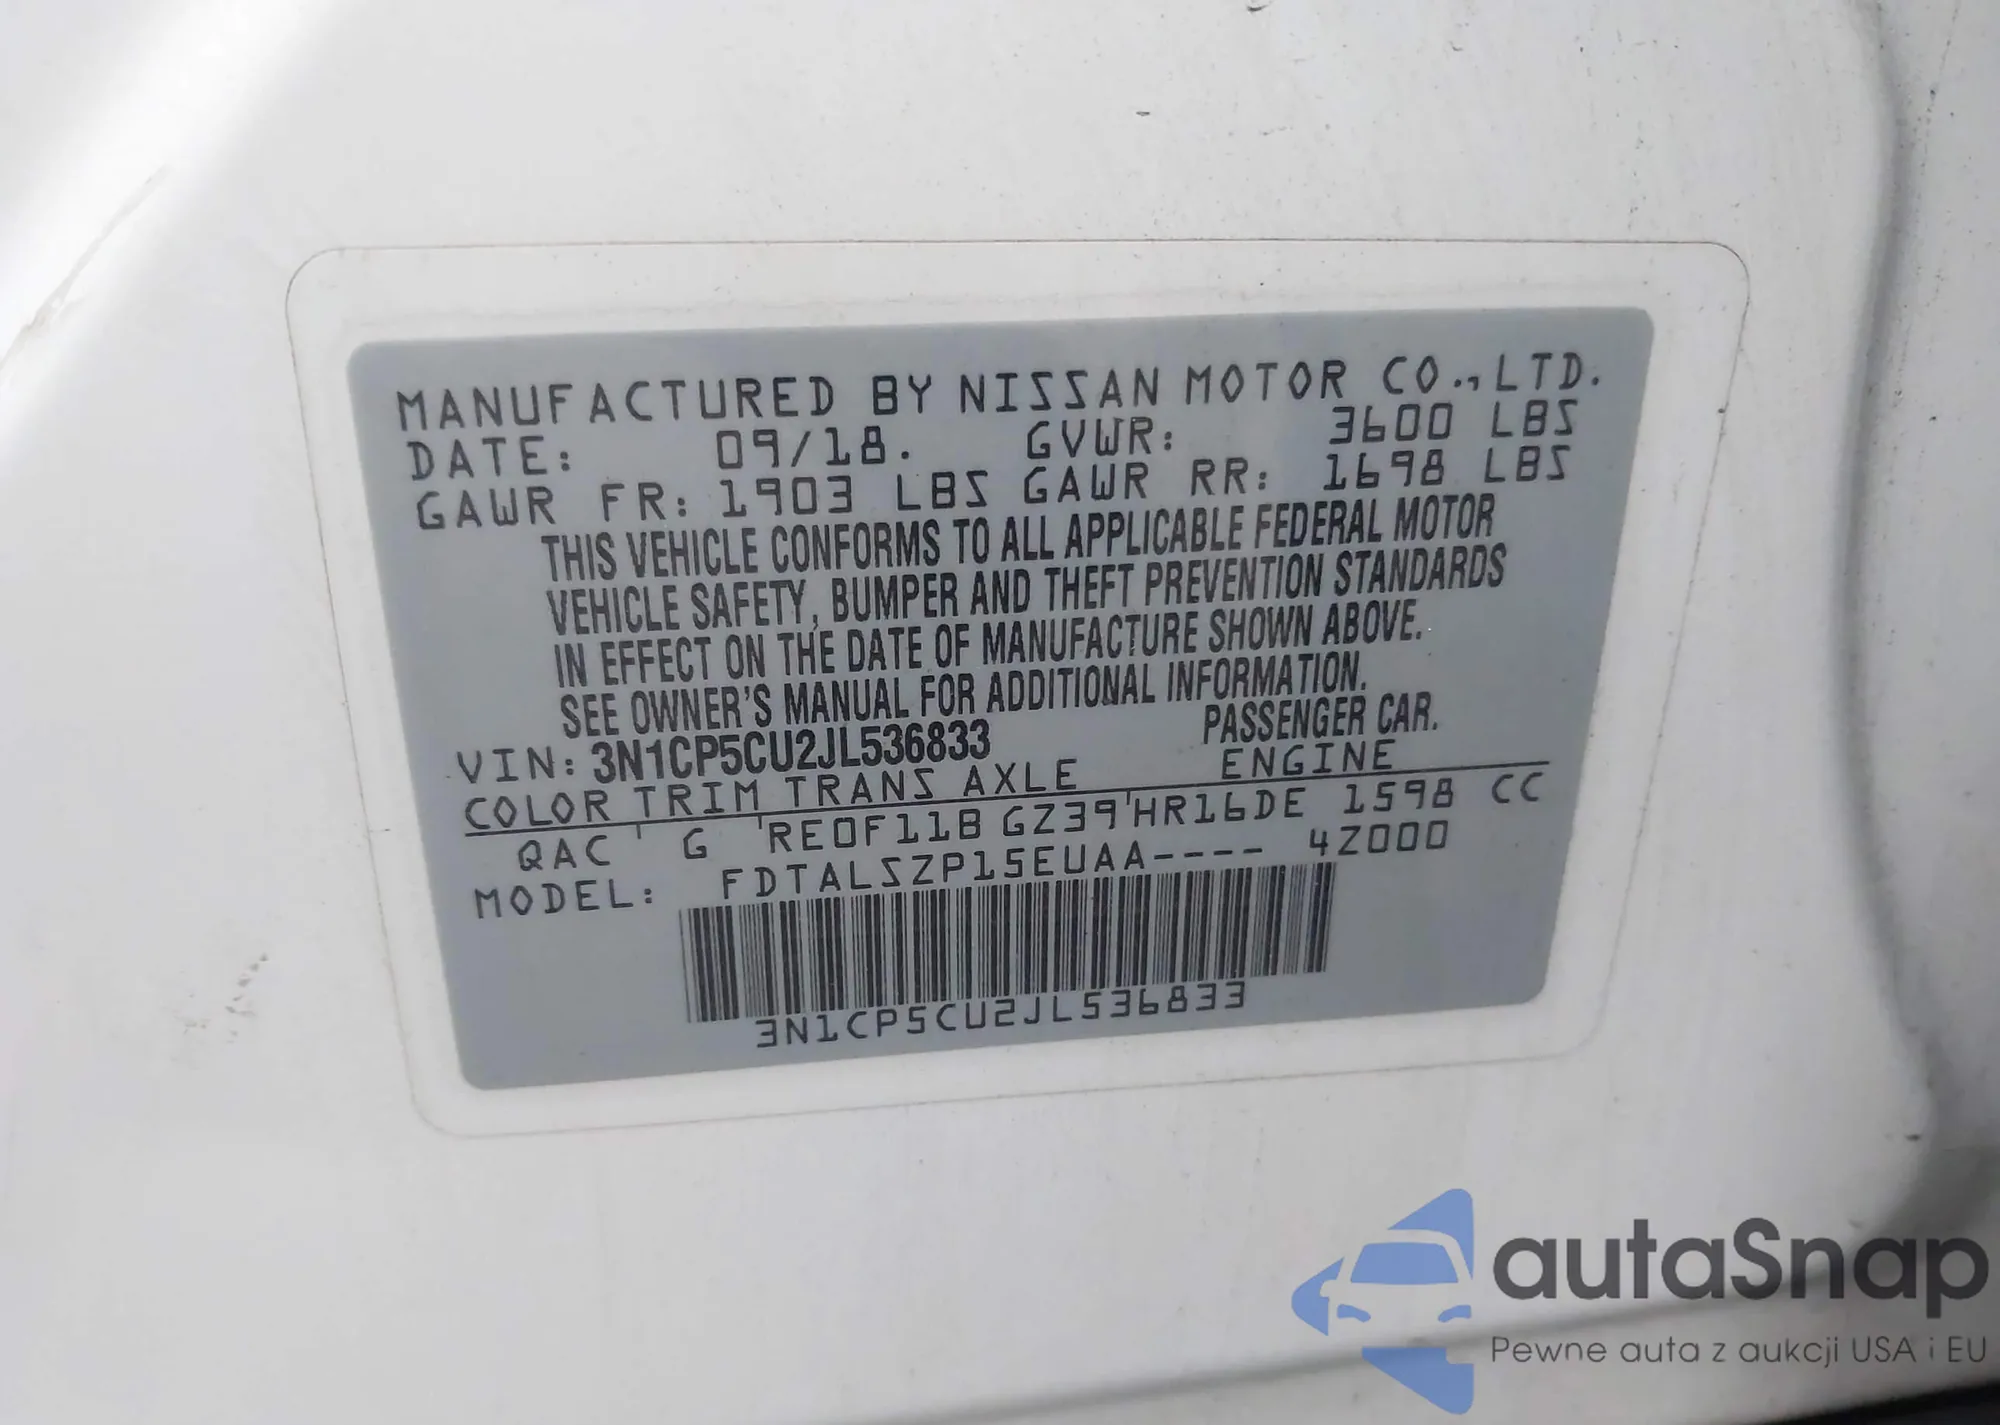 MANUFACTURED BY NISSAN MOTOR CO., LTD.
DATE: 09/18. GVWR: 3600 LBS
GAWR FR: 1903 LBS GAWR RR: 1698 LBS
THIS VEHICLE CONFORMS TO ALL APPLICABLE FEDERAL MOTOR
VEHICLE SAFETY, BUMPER AND THEFT PREVENTION STANDARDS
IN EFFECT ON THE DATE OF MANUFACTURE SHOWN ABOVE.
SEE OWNER'S MANUAL FOR ADDITIONAL INFORMATION.
VIN: 3N1CP5CU2JL536833 PASSENGER CAR.
COLOR TRIM TRANS AXLE ENGINE
QAC G RE0F11B GZ39 HR16DE 1598 CC
MODEL: FDTALSZP15EUAA---- 4Z000
3N1CP5CU2JL536833
autaSnap
Pewne auta z aukcji USA i EU